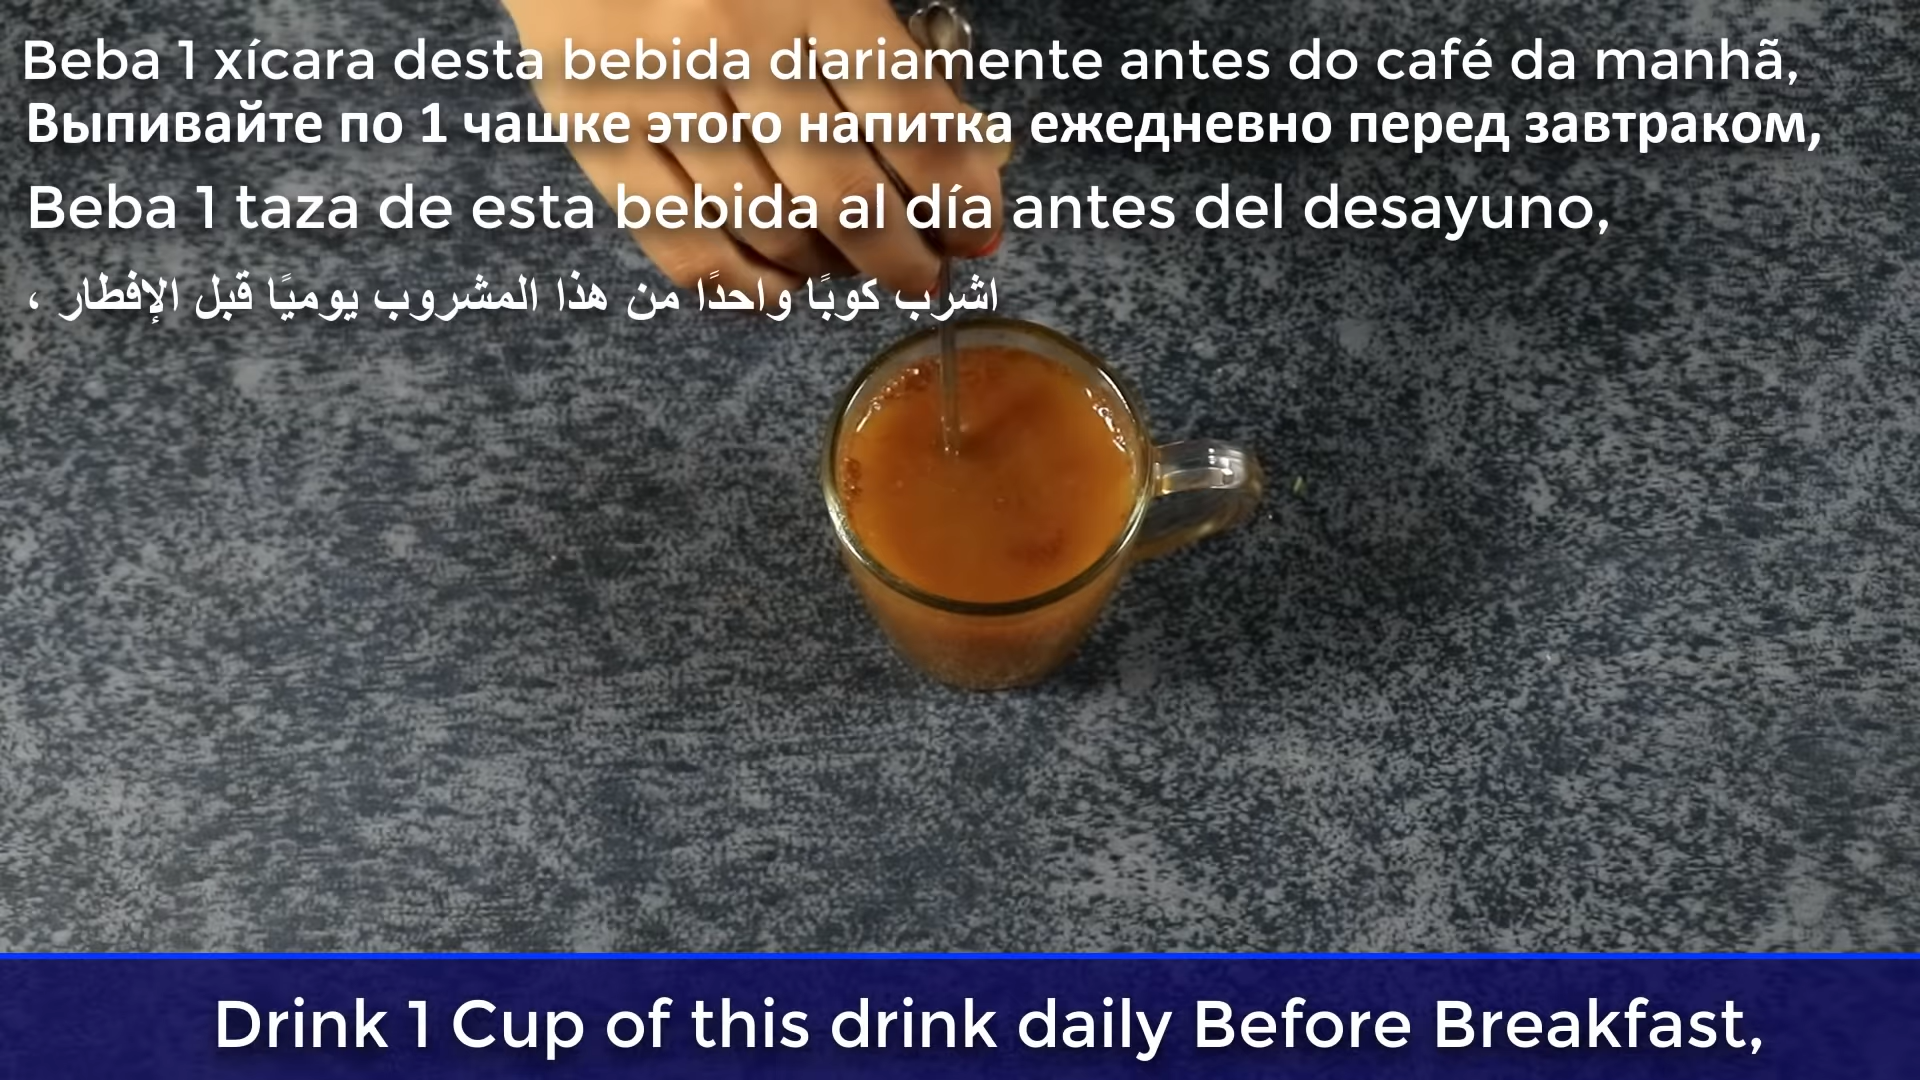 Beba 1 xícara desta bebida diariamente antes do café da manhã,
Выпивайте по 1 чашке этого напитка ежедневно перед завтраком,
Beba 1 taza de esta bebida al día antes del desayuno,
اشرب كوبًا واحدًا من هذا المشروب يوميًا قبل الإفطار ،
Drink 1 Cup of this drink daily Before Breakfast,